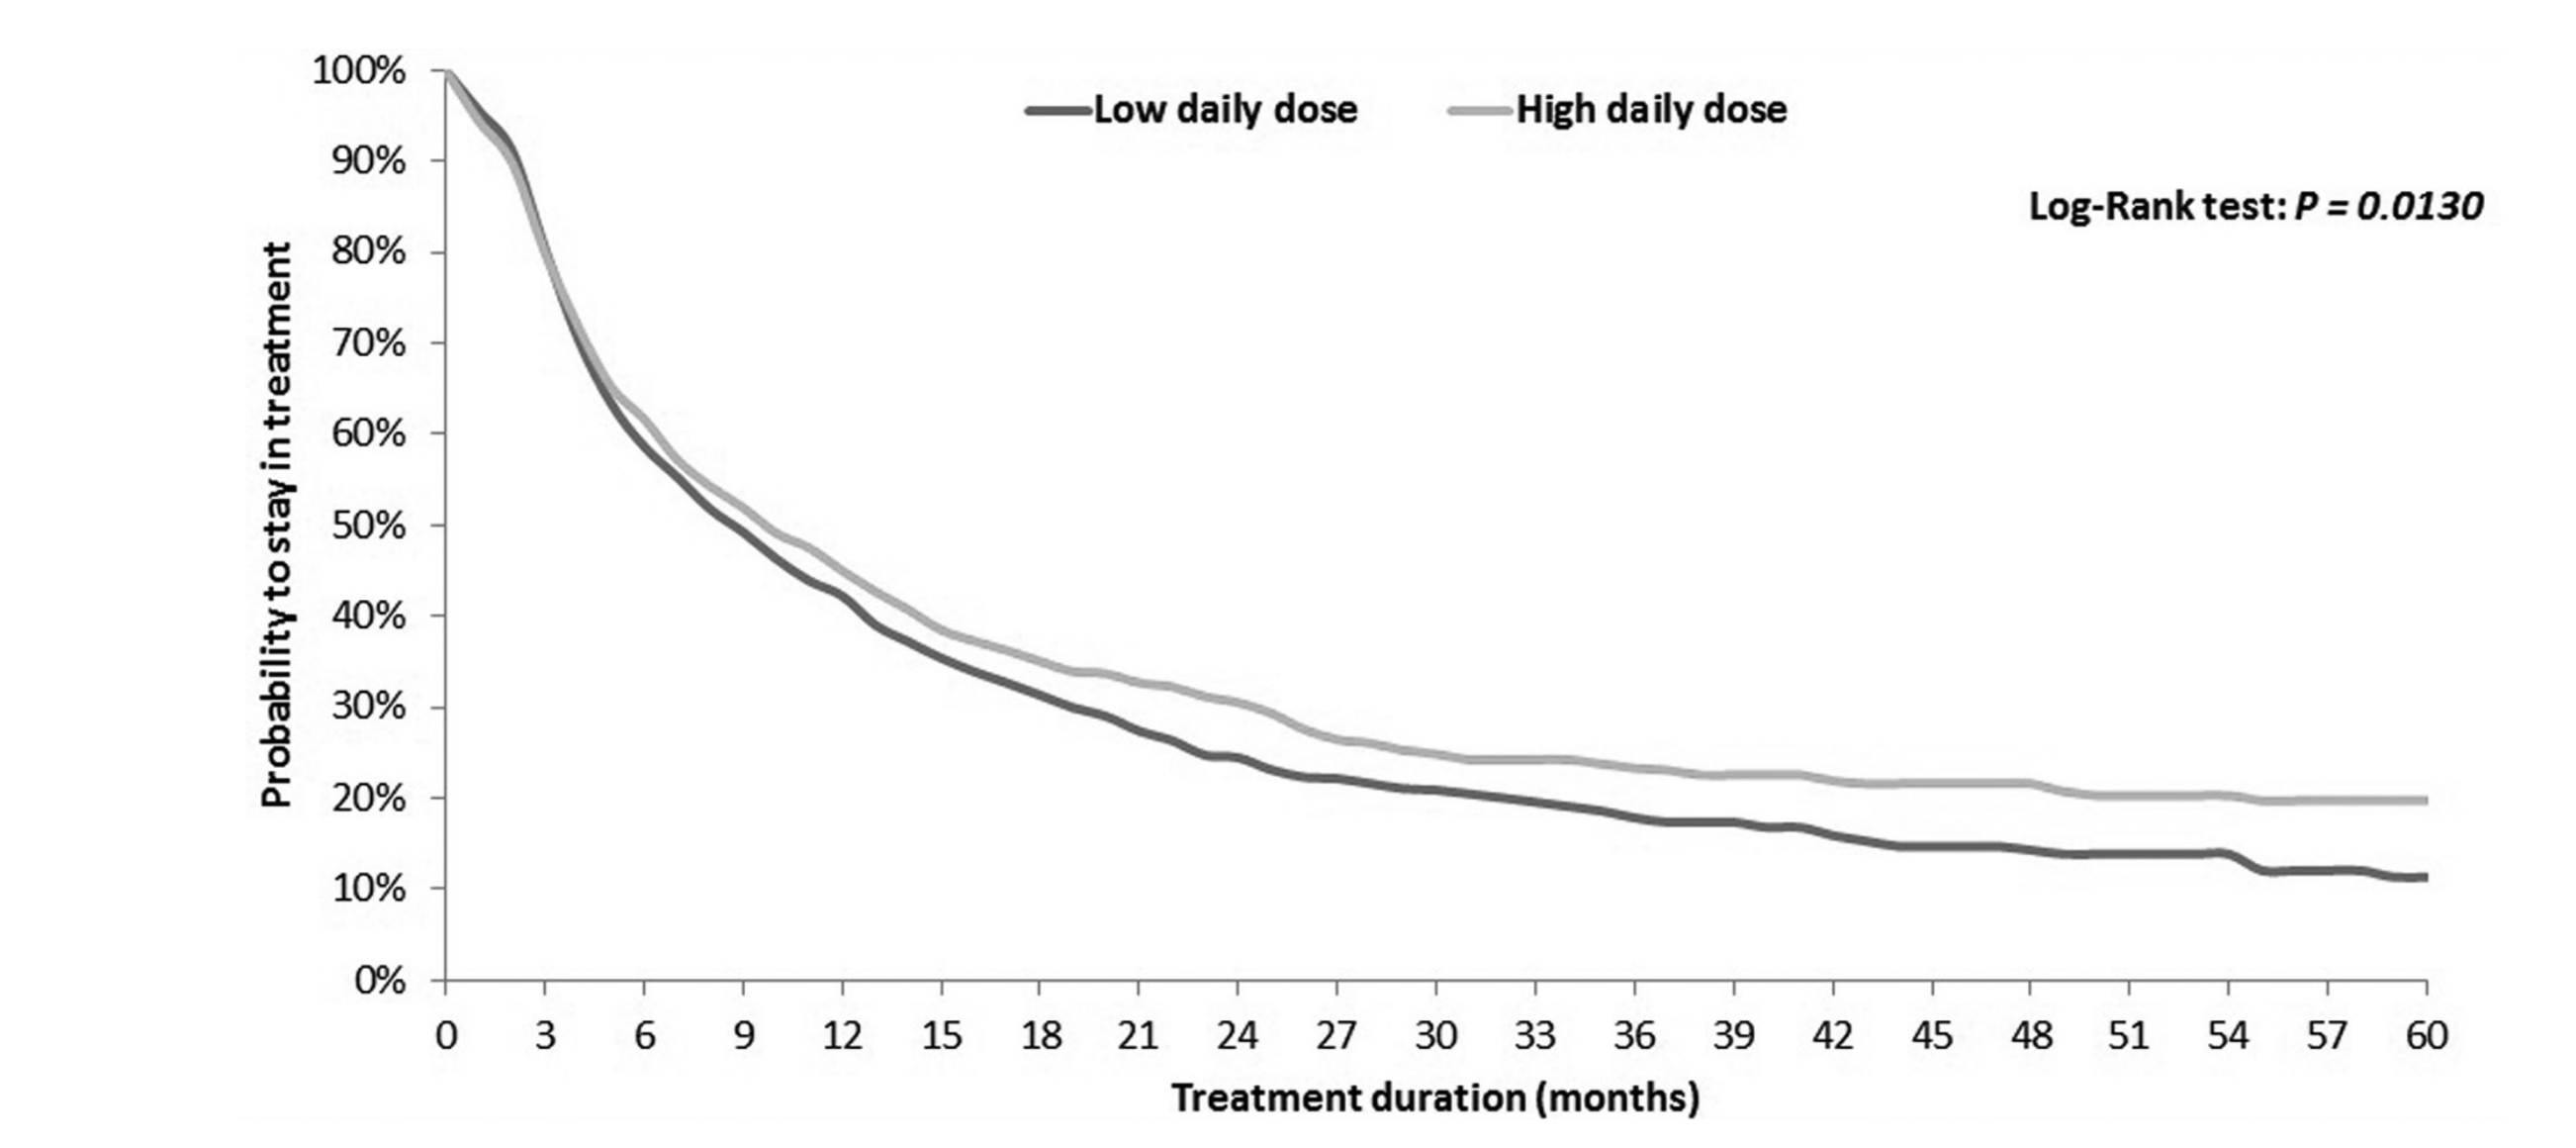 100%
Low daily dose
High daily dose
90%
Log-Rank test: P = 0.0130
80%
70%
60%
50%
40%
30%
20%
10%
0%
Probability to stay in treatment
0 3 6 9 12 15 18 21 24 27 30 33 36 39 42 45 48 51 54 57 60
Treatment duration (months)